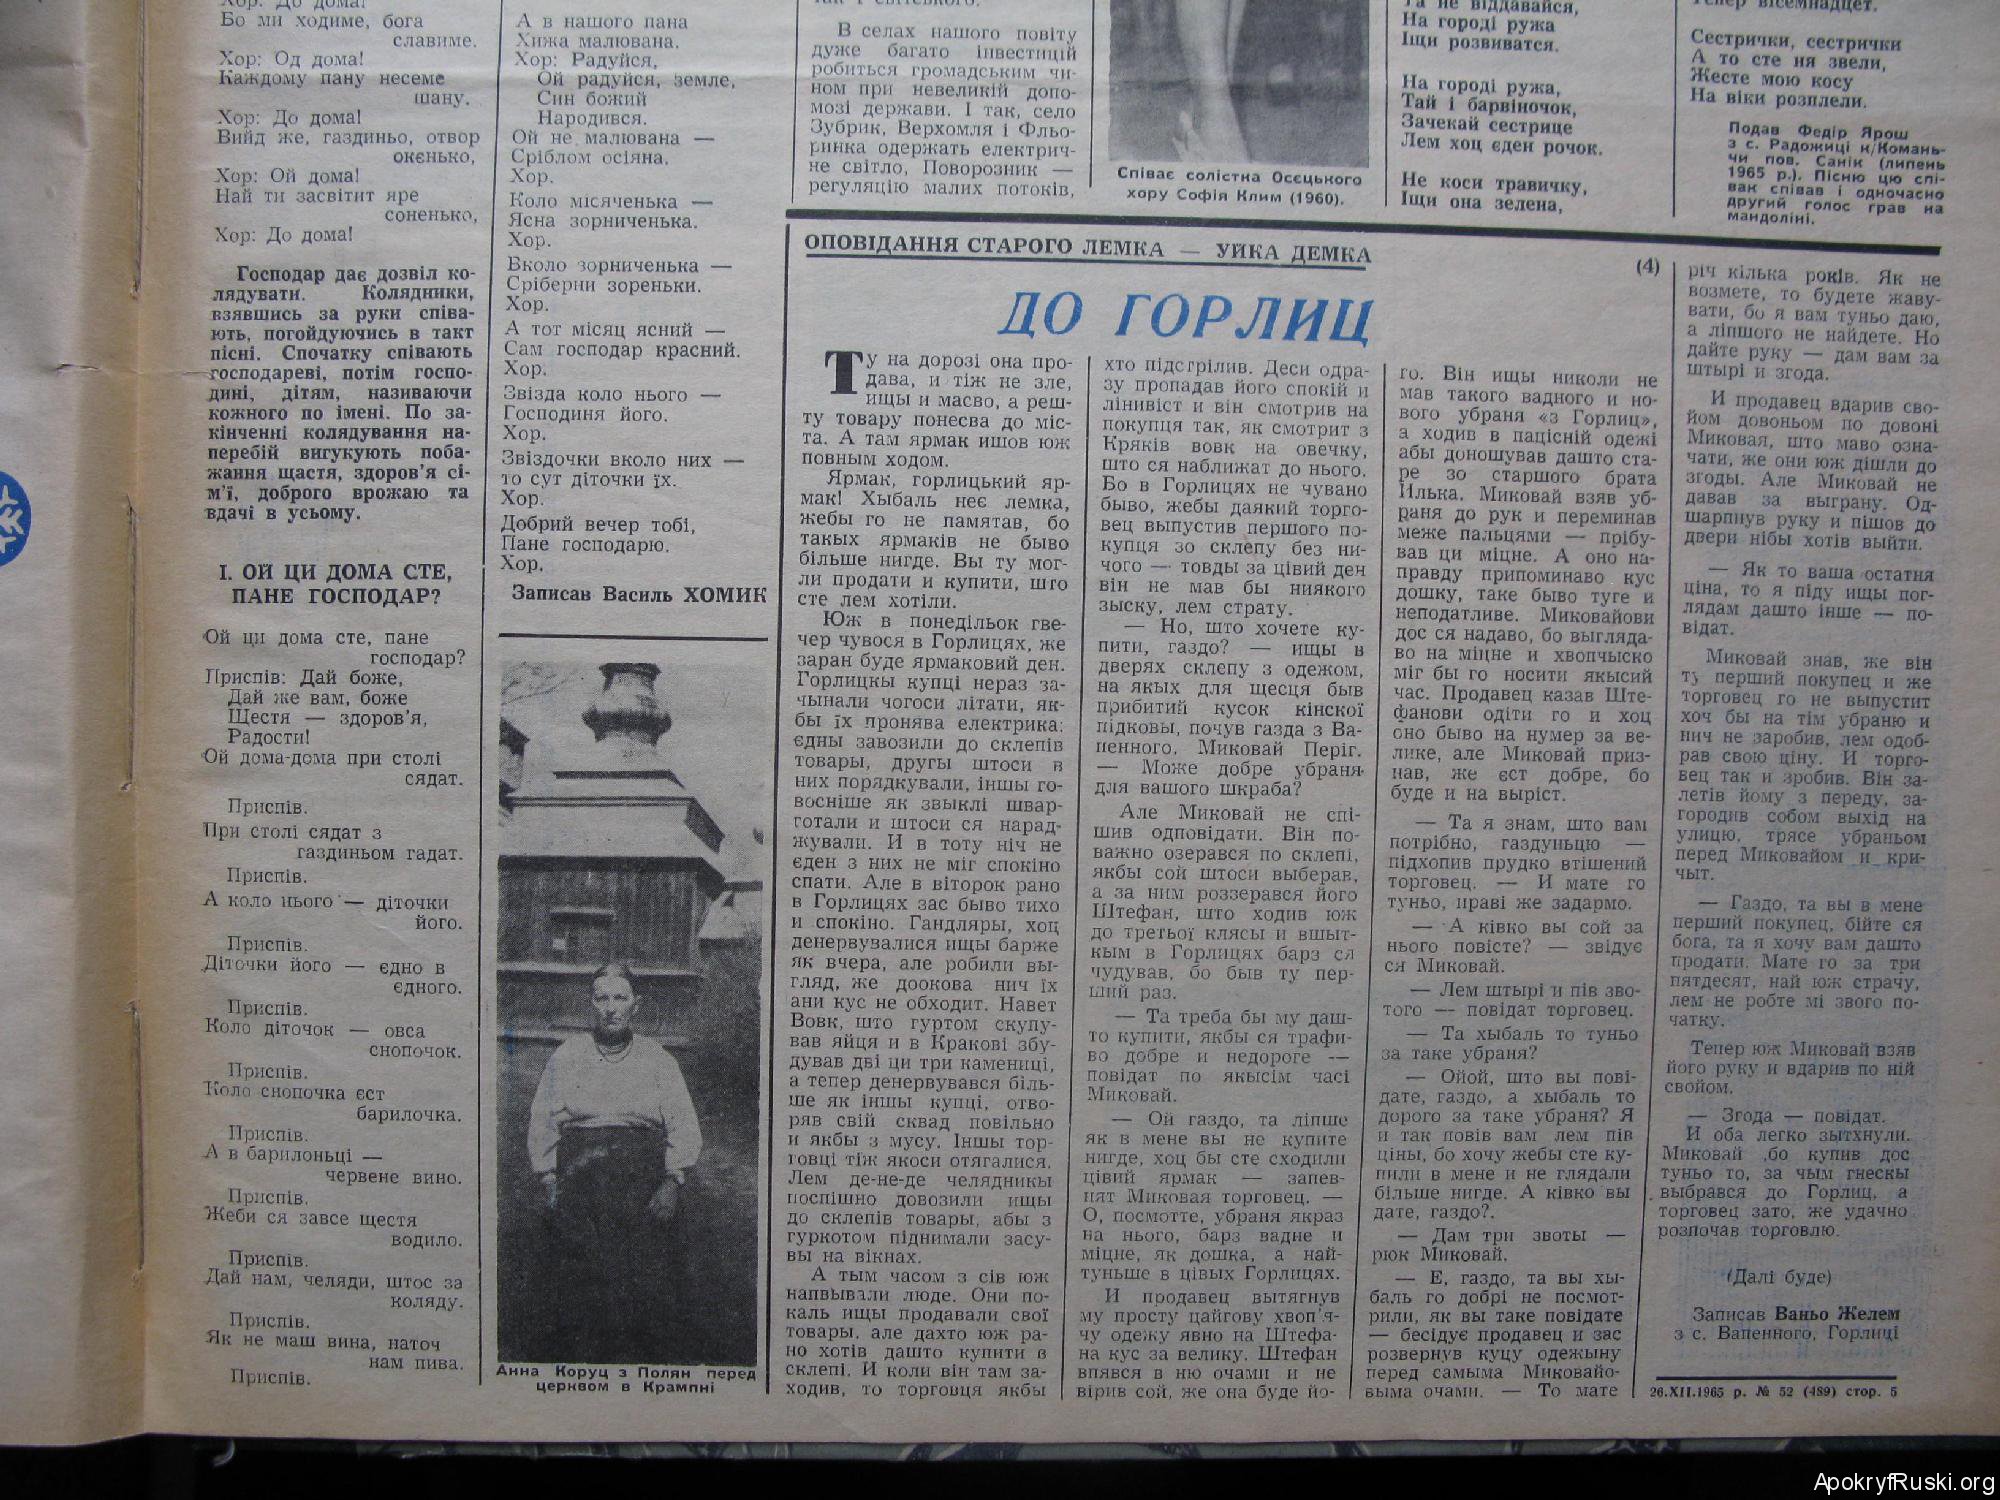 Хор: До дома!
Бо ми ходиме, бога
славиме.
Хор: Од дома!
Каждому пану несеме
шану.
Хор: До дома!
Вийд же, газдиньо, отвор
окенько,
Хор: Ой дома!
Най ти засвітит яре
соненько,
Хор: До дома!
Господар дає дозвіл ко-
лядувати. Колядники,
взявшись за руки співа-
ють, погойдуючись в такт
пісні. Спочатку співають
господареві, потім госпо-
дині, дітям, називаючи
кожного по імені. По за-
кінченні колядування на-
перебій вигукують поба-
жання щастя, здоров'я сі-
м'ї, доброго врожаю та
вдачі в усьому.
І. ОЙ ЦИ ДОМА СТЕ,
ПАНЕ ГОСПОДАР?
Ой ци дома сте, пане
господар?
Приспів: Дай боже,
Дай же вам, боже
Щестя — здоров'я,
Радости!
Ой дома-дома при столі
сядат.
Приспів.
При столі сядат з
газдиньом гадат.
Приспів.
А коло нього — діточки
його.
Приспів.
Діточки його — єдно в
єдного.
Приспів.
Коло діточок — овса
снопочок.
Приспів.
Коло снопочка єст
барилочка.
Приспів.
А в барилоньці —
червене вино.
Приспів.
Жеби ся завсе щестя
водило.
Приспів.
Дай нам, челяди, штос за
коляду.
Приспів.
Як не маш вина, наточ
нам пива.
Приспів.
А в нашого пана
Хижа малювана.
Хор: Радуйся,
Ой радуйся, земле,
Син божий
Народився.
Ой не малювана —
Сріблом осіяна.
Хор.
Коло місяченька —
Ясна зорниченька.
Хор.
Вколо зорниченька —
Сріберни зореньки.
Хор.
А тот місяц ясний —
Сам господар красний.
Хор.
Звізда коло нього —
Господиня його.
Хор.
Звіздочки вколо них —
то сут діточки їх.
Хор.
Добрий вечер тобі,
Пане господарю.
Хор.
Записав Василь ХОМИК
Анна Коруц з Полян перед
церквом в Крампні
В селах нашого повіту
дуже багато інвестицій
робиться громадським чи-
ном при невеликій допо-
мозі держави. І так, село
Зубрик, Верхомля і Фльо-
ринка одержать електрич-
не світло, Поворозник —
регуляцію малих потоків,
Співає солістка Осєцького
хору Софія Клим (1960).
Та не віддавайся,
На городі ружа
Іщи розвиватся.
На городі ружа,
Тай і барвіночок,
Зачекай сестрице
Лем хоц єден рочок.
Не коси травичку,
Іщи она зелена,
Тепер вісемнадцет.
Сестрички, сестрички
А то сте ня звели,
Жесте мою косу
На віки розплели.
Подав Федір Ярош
з с. Радожиці н/Комань-
чи пов. Санік (липень
1965 р.). Пісню цю спі-
вак співав і одночасно
другий голос грав на
мандоліні.
ОПОВІДАННЯ СТАРОГО ЛЕМКА — УЙКА ДЕМКА
(4)
ДО ГОРЛИЦ
Ту на дорозі она про-
дава, и тіж не зле,
ищы и масво, а реш-
ту товару понесва до міс-
та. А там ярмак ишов юж
повным ходом.
Ярмак, горлицький яр-
мак! Хыбаль неє лемка,
жебы го не памятав, бо
такых ярмаків не быво
більше нигде. Вы ту мог-
ли продати и купити, што
сте лем хотіли.
Юж в понедільок гве-
чер чувося в Горлицях, же
заран буде ярмаковий ден.
Горлицкы купці нераз за-
чынали чогоси літати, як-
бы їх пронява електрика:
єдны завозили до склепів
товары, другы штоси в
них порядкували, іншы го-
восніше як звыклі швар-
готали и штоси ся нарад-
жували. И в тоту ніч не
єден з них не міг спокіно
спати. Але в віторок рано
в Горлицях зас быво тихо
и спокіно. Гандляры, хоц
денервувалися ищы барже
як вчера, але робили вы-
гляд, же доокова нич їх
ани кус не обходит. Навет
Вовк, што гуртом скупу-
вав яйця и в Кракові збу-
дував дві ци три камениці,
а тепер денервувався біль-
ше як іншы купці, отво-
ряв свій сквад повільно
и якбы з мусу. Іншы тор-
говці тіж якоси отягалися.
Лем де-не-де челядникы
поспішно довозили ищы
до склепів товары, абы з
гуркотом піднимали засу-
вы на вікнах.
А тым часом з сів юж
напвывали люде. Они по-
каль ищы продавали свої
товары, але дахто юж ра-
но хотів дашто купити в
склепі. И коли він там за-
ходив, то торговця якбы
хто підстрілив. Деси одра-
зу пропадав його спокій и
лінивіст и він смотрив на
покупця так, як смотрит з
Кряків вовк на овечку,
што ся наближат до нього.
Бо в Горлицях не чувано
быво, жебы даякий торго-
вец выпустив першого по-
купця зо склепу без ни-
чого — товды за цівий ден
він не мав бы ниякого
зыску, лем страту.
— Но, што хочете ку-
пити, газдо? — ищы в
дверях склепу з одежом,
на якых для щесця быв
прибитий кусок кінскої
підковы, почув газда з Ва-
пенного, Миковай Періг.
— Може добре убраня
для вашого шкраба?
Але Миковай не спі-
шив одповідати. Він по-
важно озерався по склепі,
якбы сой штоси выберав,
а за ним роззерався його
Штефан, што ходив юж
до третьої клясы и вшыт-
кым в Горлицях барз ся
чудував, бо быв ту пер-
ший раз.
— Та треба бы му даш-
то купити, якбы ся трафи-
во добре и недороге —
повідат по якысім часі
Миковай.
— Ой газдо, та ліпше
як в мене вы не купите
нигде, хоц бы сте сходили
цівий ярмак — запев-
нят Миковая торговец. —
О, посмотте, убраня якраз
на нього, барз вадне и
міцне, як дошка, а най-
туньше в цівых Горлицях.
И продавец вытягнув
му просту цайгову хвоп'я-
чу одежу явно на Штефа-
на кус за велику. Штефан
впявся в ню очами и не
вірив сой, же она буде йо-
го. Він ищы николи не
мав такого вадного и но-
вого убраня «з Горлиц»,
а ходив в пацісній одежі
абы доношував дашто ста-
ре зо старшого брата
Илька. Миковай взяв уб-
раня до рук и переминав
меже пальцями — прібу-
вав ци міцне. А оно на-
правду припоминаво кус
дошку, таке быво туге и
неподатливе. Миковайови
дос ся надаво, бо выгляда-
во на міцне и хвопчыско
міг бы го носити якысий
час. Продавец казав Ште-
фанови одіти го и хоц
оно быво на нумер за ве-
лике, але Миковай приз-
нав, же єст добре, бо
буде и на выріст.
— Та я знам, што вам
потрібно, газдуньцю —
підхопив прудко втішений
торговец. — И мате го
туньо, праві же задармо.
— А ківко вы сой за
нього повісте? — звідує
ся Миковай.
— Лем штырі и пів зво-
того — повідат торговец.
— Та хыбаль то туньо
за таке убраня?
— Ойой, што вы пові-
дате, газдо, а хыбаль то
дорого за таке убраня? Я
и так повів вам лем пів
ціны, бо хочу жебы сте ку-
пили в мене и не глядали
більше нигде. А ківко вы
дате, газдо?.
— Дам три звоты —
рюк Миковай.
— Е, газдо, та вы хы-
баль го добрі не посмот-
рили, як вы таке повідате
— бесідує продавец и зас
розвернув куцу одежыну
перед самыма Миковайо-
выма очами. — То мате
річ кілька років. Як не
возмете, то будете жаву-
вати, бо я вам туньо даю,
а ліпшого не найдете. Но
дайте руку — дам вам за
штырі и згода.
И продавец вдарив сво-
йом довоньом по довоні
Миковая, што маво озна-
чати, же они юж дішли до
згоды. Але Миковай не
давав за выграну. Од-
шарпнув руку и пішов до
двери нібы хотів выйти.
— Як то ваша остатня
ціна, то я піду ищы пог-
лядам дашто інше — по-
відат.
Миковай знав, же він
ту перший покупец и же
торговец го не выпустит
хоч бы на тім убраню и
нич не заробив, лем одоб-
рав свою ціну. И торго-
вец так и зробив. Він за-
летів йому з переду, за-
городив собом выхід на
улицю, трясе убраньом
перед Миковайом и кри-
чыт.
— Газдо, та вы в мене
перший покупец, бійте ся
бога, та я хочу вам дашто
продати. Мате го за три
пятдесят, най юж страчу,
лем не робте мі звого по-
чатку.
Тепер юж Миковай взяв
його руку и вдарив по ній
свойом.
— Згода — повідат.
И оба легко зытхнули.
Миковай ,бо купив дос
туньо то, за чым гнескы
выбрався до Горлиц, а
торговец зато, же удачно
розпочав торговлю.
(Далі буде)
Записав Ваньо Желем
з с. Вапенного, Горлиці
26.XII.1965 р. № 52 (489) стор. 5
ApokryfRuski.org